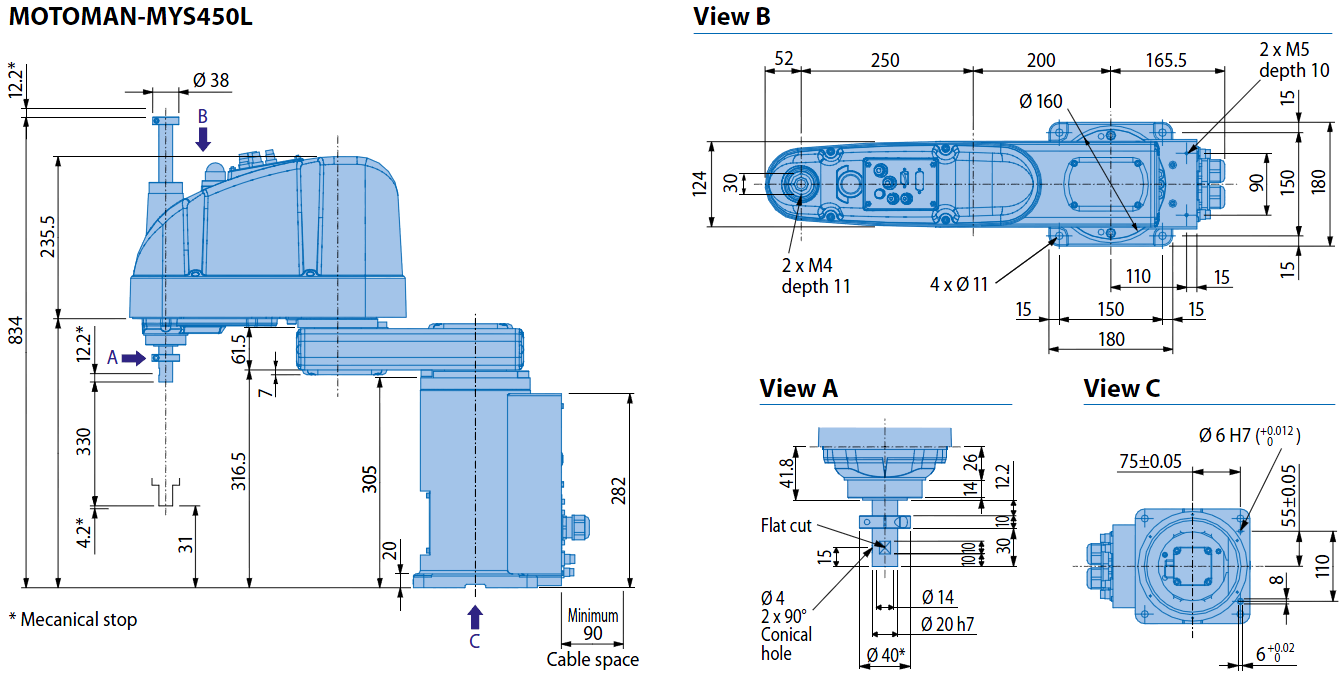 MOTOMAN-MYS450L
12.2*
Ø 38
B
235.5
834
12.2*
A
61.5
7
330
316.5
305
282
4.2*
31
20
* Mecanical stop
C
Minimum
90
Cable space
View B
52
250
200
165.5
2 x M5
depth 10
15
Ø 160
124
30
90
150
180
2 x M4
depth 11
4 x Ø 11
110
15
15
15
150
15
180
View A
41.8
26
14
12.2
10
Flat cut
15
10
10
30
Ø 4
2 x 90°
Conical
hole
Ø 14
Ø 20 h7
Ø 40*
View C
Ø 6 H7 (+0.012
0)
75±0.05
55±0.05
110
8
6 +0.02
0